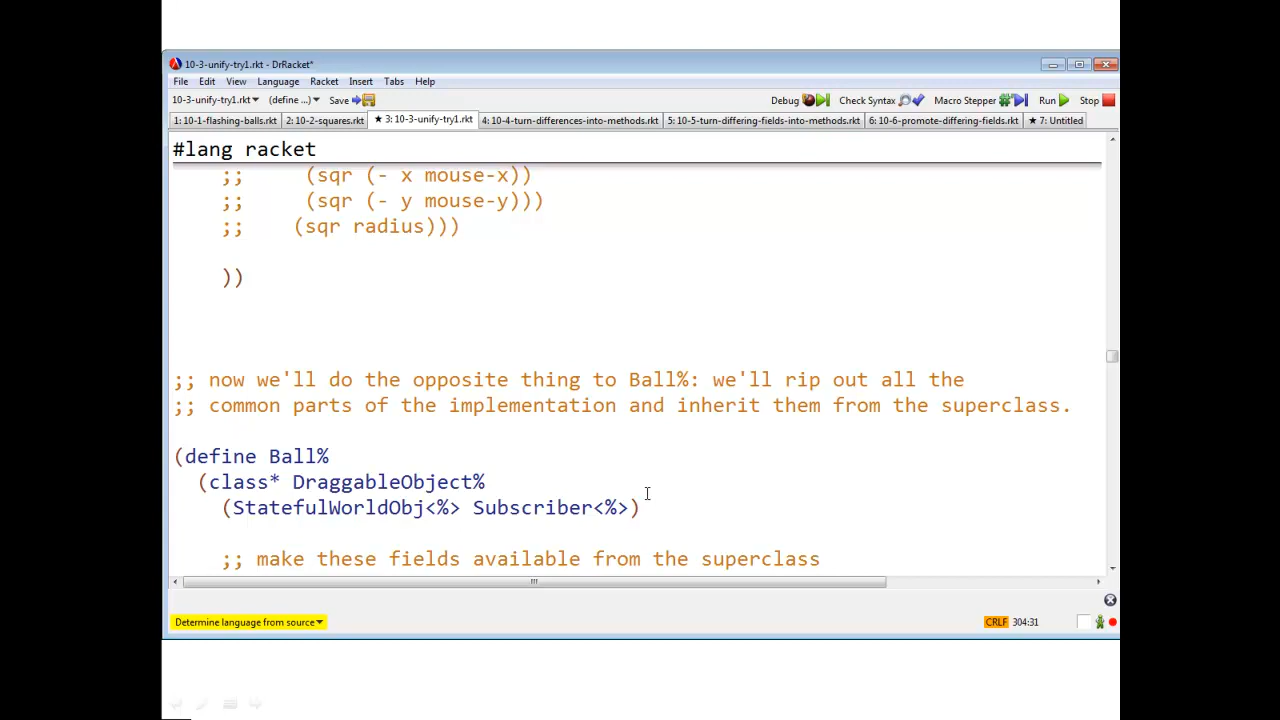 10-3-unify-try1.rkt - DrRacket*
File Edit View Language Racket Insert Tabs Help
10-3-unify-try1.rkt (define ...) Save Debug Check Syntax Macro Stepper Run Stop
1: 10-1-flashing-balls.rkt 2: 10-2-squares.rkt ★ 3: 10-3-unify-try1.rkt 4: 10-4-turn-differences-into-methods.rkt 5: 10-5-turn-differing-fields-into-methods.rkt 6: 10-6-promote-differing-fields.rkt ★ 7: Untitled
#lang racket
;; (sqr (- x mouse-x))
;; (sqr (- y mouse-y)))
;; (sqr radius)))
))
;; now we'll do the opposite thing to Ball%: we'll rip out all the
;; common parts of the implementation and inherit them from the superclass.
(define Ball%
(class* DraggableObject%
(StatefulWorldObj<%> Subscriber<%>)
;; make these fields available from the superclass
Determine language from source CRLF 304:31